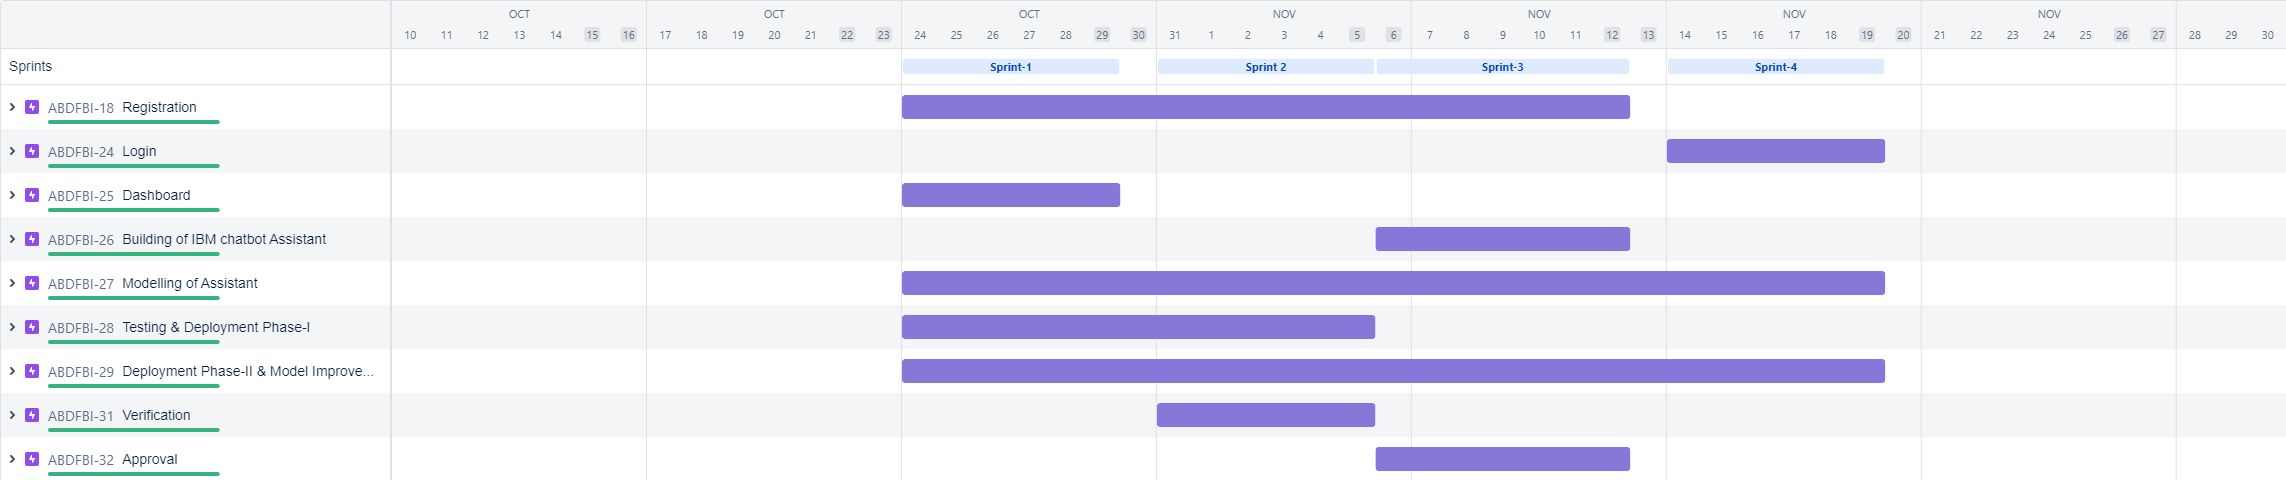 OCT OCT OCT NOV NOV NOV NOV
10 11 12 13 14 15 16 17 18 19 20 21 22 23 24 25 26 27 28 29 30 31 1 2 3 4 5 6 7 8 9 10 11 12 13 14 15 16 17 18 19 20 21 22 23 24 25 26 27 28 29 30
Sprints Sprint-1 Sprint 2 Sprint-3 Sprint-4
ABDFBI-18 Registration
ABDFBI-24 Login
ABDFBI-25 Dashboard
ABDFBI-26 Building of IBM chatbot Assistant
ABDFBI-27 Modelling of Assistant
ABDFBI-28 Testing & Deployment Phase-I
ABDFBI-29 Deployment Phase-II & Model Improve...
ABDFBI-31 Verification
ABDFBI-32 Approval